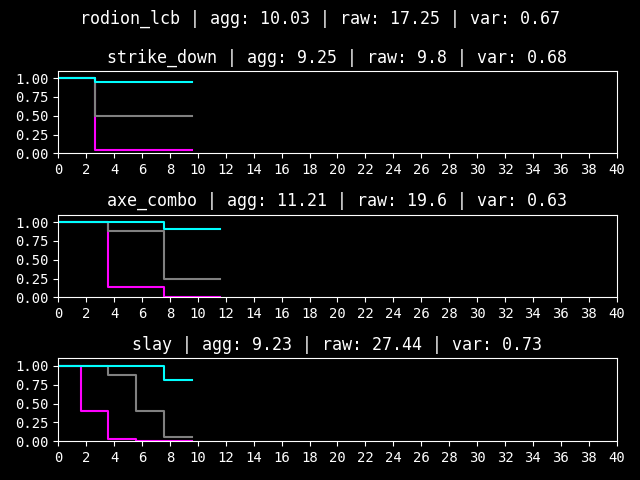 rodion_lcb | agg: 10.03 | raw: 17.25 | var: 0.67
strike_down | agg: 9.25 | raw: 9.8 | var: 0.68
1.00
0.75
0.50
0.25
0.00
0 2 4 6 8 10 12 14 16 18 20 22 24 26 28 30 32 34 36 38 40
axe_combo | agg: 11.21 | raw: 19.6 | var: 0.63
1.00
0.75
0.50
0.25
0.00
0 2 4 6 8 10 12 14 16 18 20 22 24 26 28 30 32 34 36 38 40
slay | agg: 9.23 | raw: 27.44 | var: 0.73
1.00
0.75
0.50
0.25
0.00
0 2 4 6 8 10 12 14 16 18 20 22 24 26 28 30 32 34 36 38 40